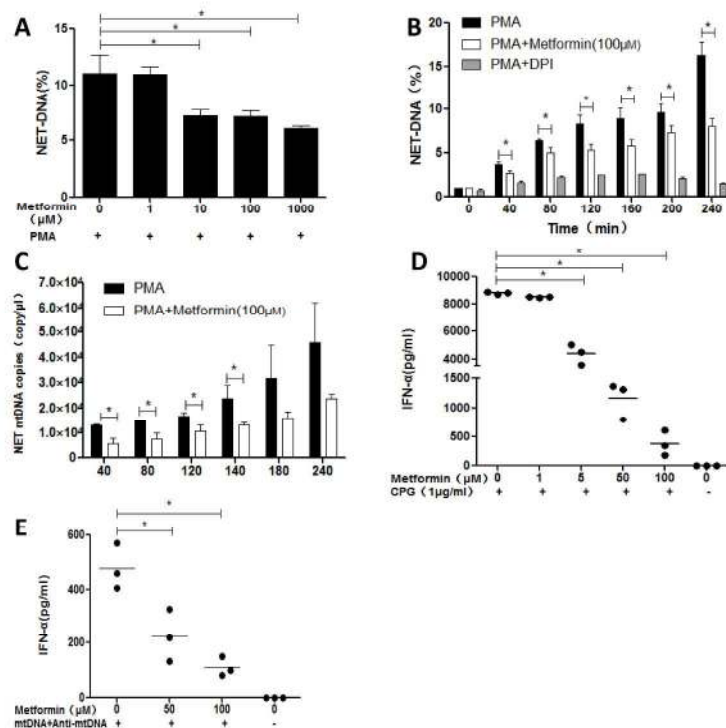 A
*
*
*
NET-DNA(%)
15
10
5
0
Metformin
(μM)
0 1 10 100 1000
PMA + + + + +
B
PMA
PMA+Metformin(100μM)
PMA+DPI
NET-DNA (%)
20
15
10
5
0
* * * * * *
0 40 80 120 160 200 240
Time (min)
C
PMA
PMA+Metformin(100μM)
NET mtDNA copies (copy/μl)
7.0×10⁴
6.0×10⁴
5.0×10⁴
4.0×10⁴
3.0×10⁴
2.0×10⁴
1.0×10⁴
0
* * * *
40 80 120 140 180 240
D
*
*
*
IFN-α(pg/ml)
10000
8000
6000
4000
1500
1000
500
0
Metformin (μM) 0 1 5 50 100 0
CPG (1μg/ml) + + + + + -
E
*
*
IFN-α(pg/ml)
600
400
200
0
Metformin (μM) 0 50 100 0
mtDNA+Anti-mtDNA + + + -